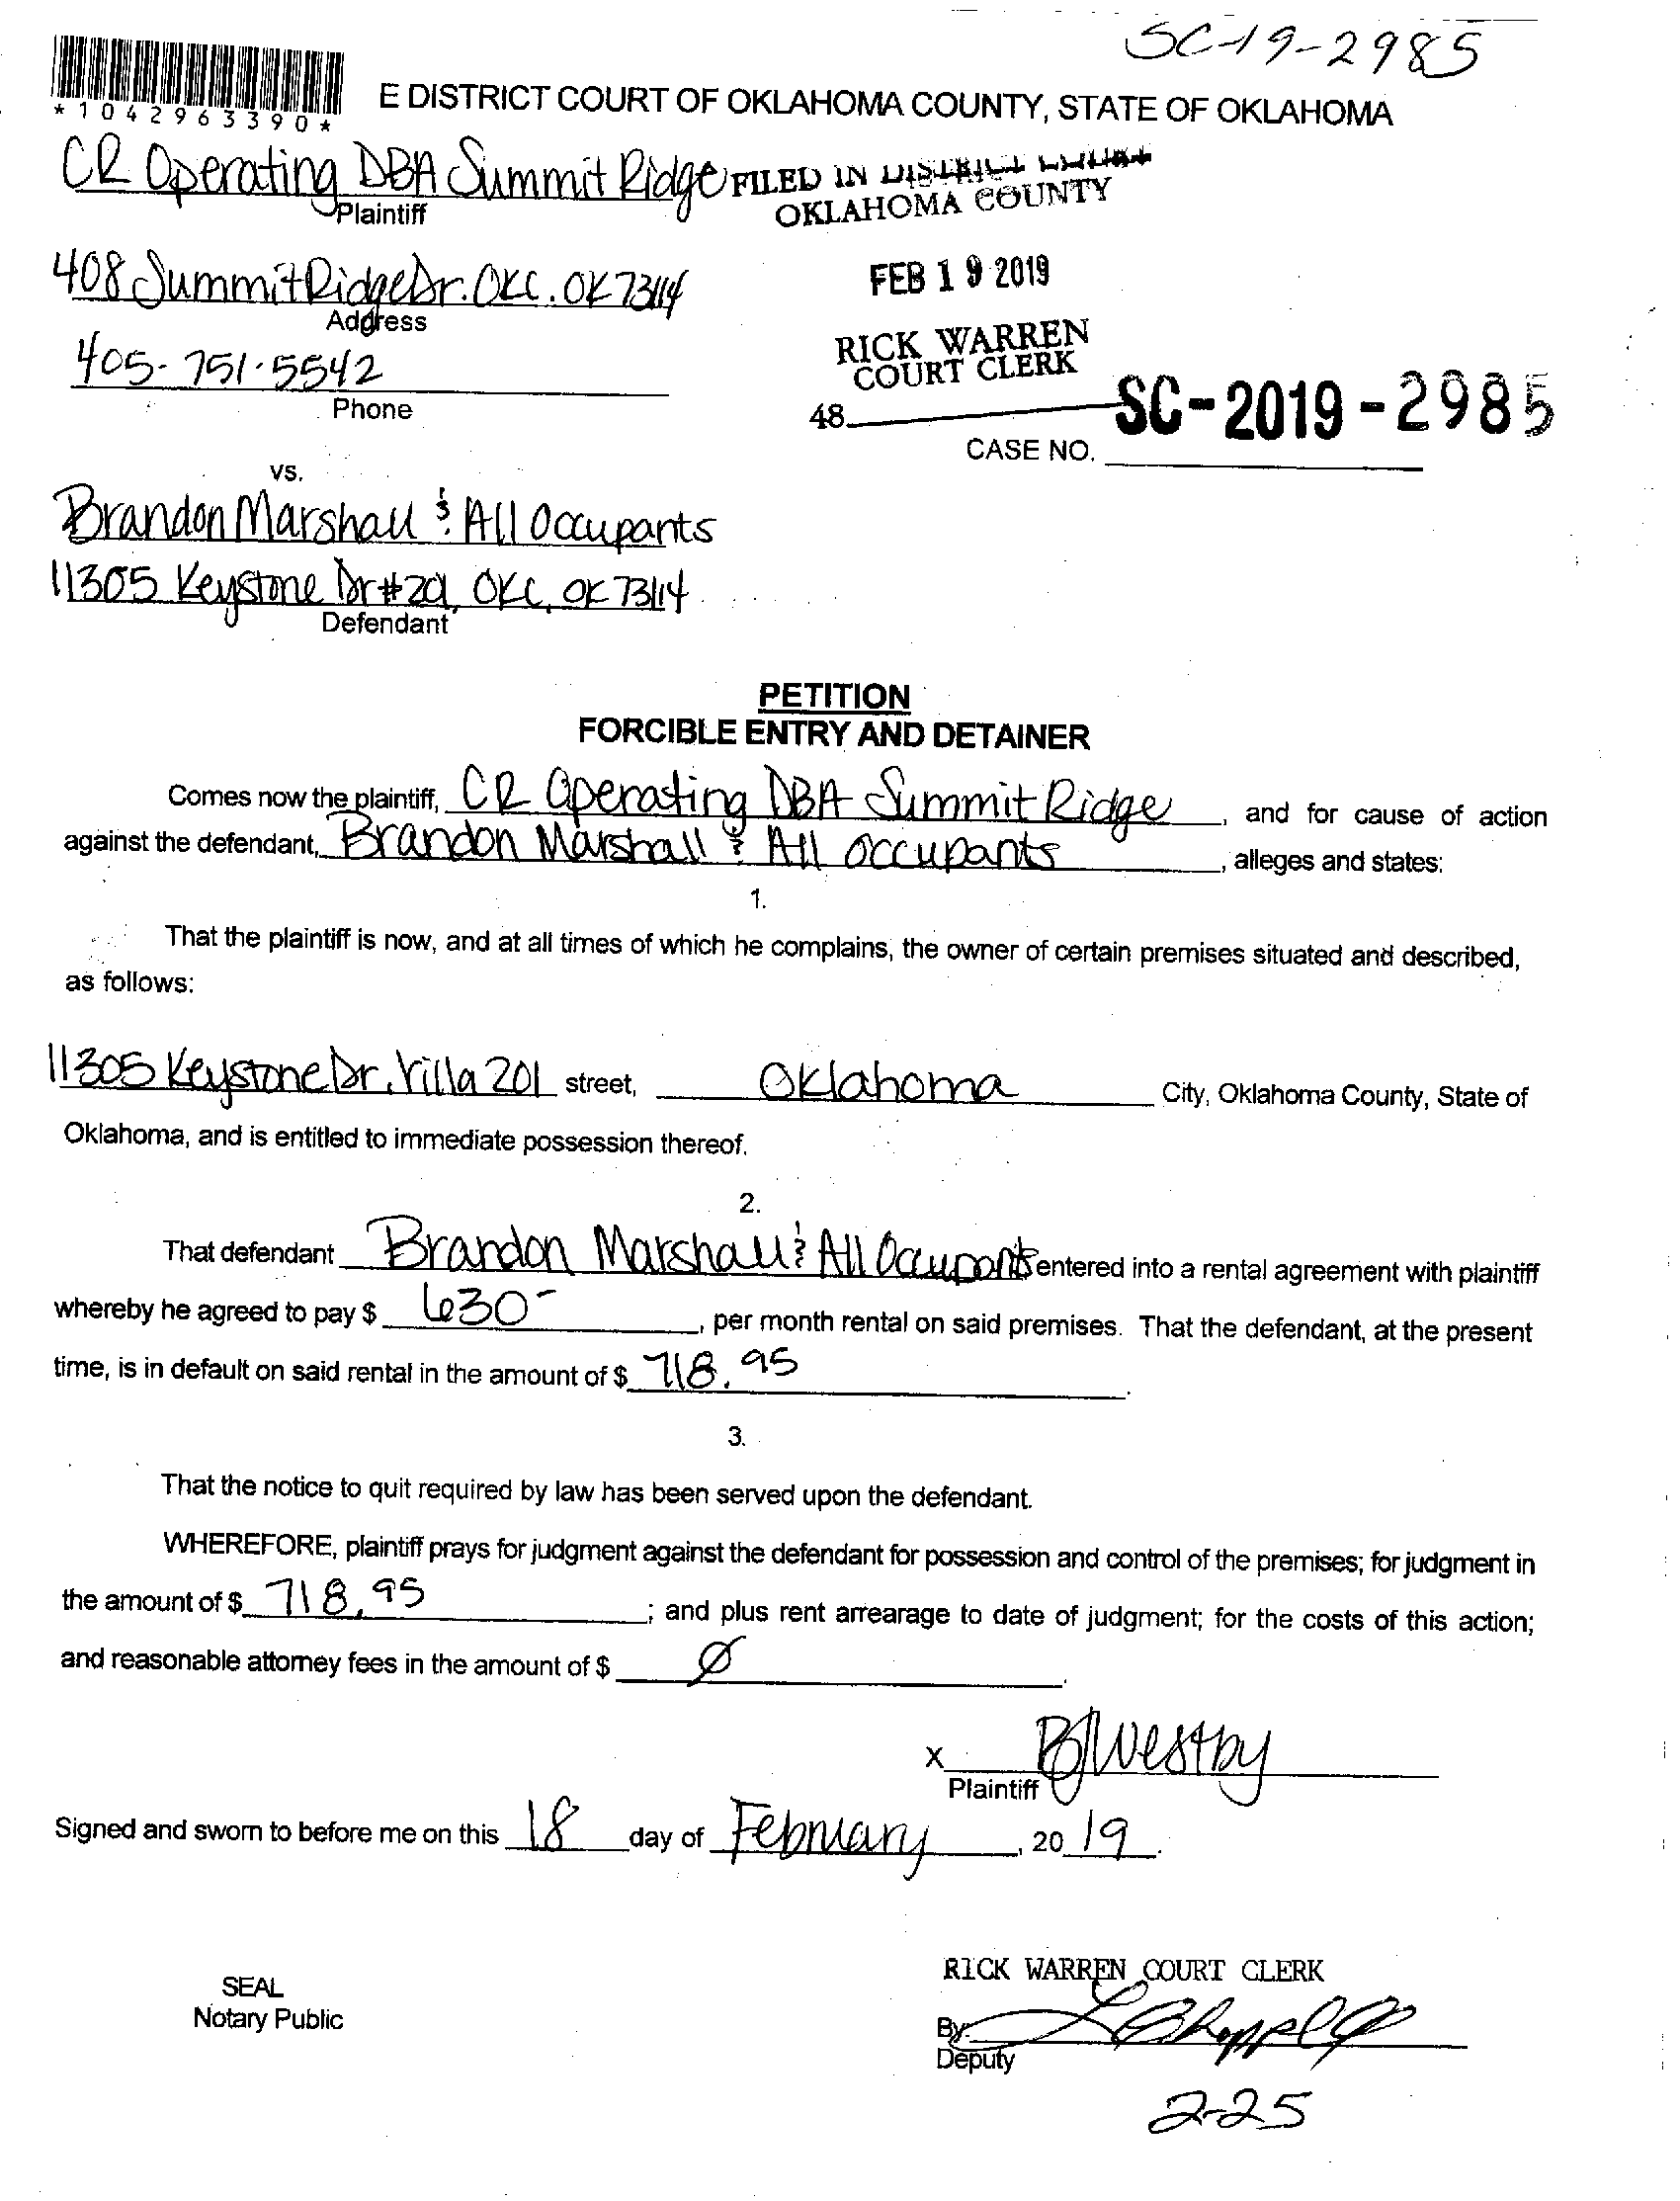 SC-19-2985
*1042963390*
E DISTRICT COURT OF OKLAHOMA COUNTY, STATE OF OKLAHOMA
CR Operating DBA Summit Ridge
Plaintiff
FILED IN DISTRICT COURT
OKLAHOMA COUNTY
408 Summit Ridge Dr. OKC. OK 73114
Address
FEB 19 2019
405-751-5542
Phone
RICK WARREN
COURT CLERK
48
SC-2019-2985
CASE NO.
vs.
Brandon Marshall & All Occupants
11305 Keystone Dr #201, OKC, OK 73114
Defendant
PETITION
FORCIBLE ENTRY AND DETAINER
Comes now the plaintiff, CR Operating DBA Summit Ridge, and for cause of action
against the defendant, Brandon Marshall & All Occupants, alleges and states:
1.
That the plaintiff is now, and at all times of which he complains, the owner of certain premises situated and described,
as follows:
11305 Keystone Dr. Villa 201 street, Oklahoma City, Oklahoma County, State of
Oklahoma, and is entitled to immediate possession thereof.
2.
That defendant Brandon Marshall & All Occupants entered into a rental agreement with plaintiff
whereby he agreed to pay $ 630-, per month rental on said premises. That the defendant, at the present
time, is in default on said rental in the amount of $ 718.95.
3.
That the notice to quit required by law has been served upon the defendant.
WHEREFORE, plaintiff prays for judgment against the defendant for possession and control of the premises; for judgment in
the amount of $ 718.95; and plus rent arrearage to date of judgment; for the costs of this action;
and reasonable attorney fees in the amount of $ Ø.
x BJWestby
Plaintiff
Signed and sworn to before me on this 18 day of February, 2019.
RICK WARREN COURT CLERK
SEAL
Notary Public
By:
Deputy
2-25